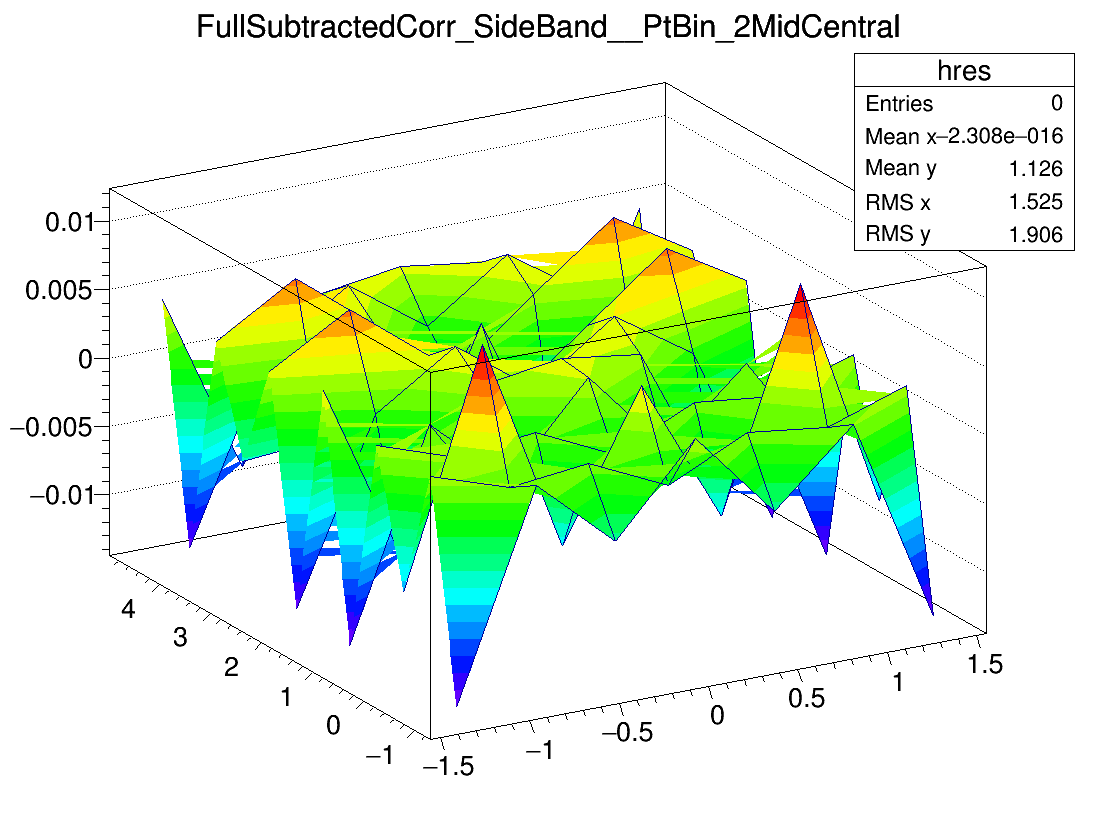 FullSubtractedCorr_SideBand__PtBin_2MidCentral
hres
Entries 0
Mean x−2.308e−016
Mean y 1.126
RMS x 1.525
RMS y 1.906
0.01
0.005
0
−0.005
−0.01
4
3
2
1
0
−1
−1.5
−1
−0.5
0
0.5
1
1.5